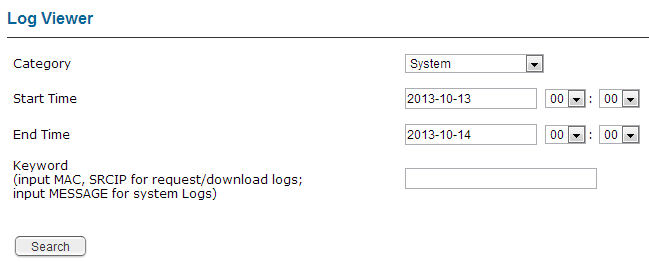 Log Viewer
Category System
Start Time 2013-10-13 00 : 00
End Time 2013-10-14 00 : 00
Keyword
(input MAC, SRCIP for request/download logs;
input MESSAGE for system Logs)
Search